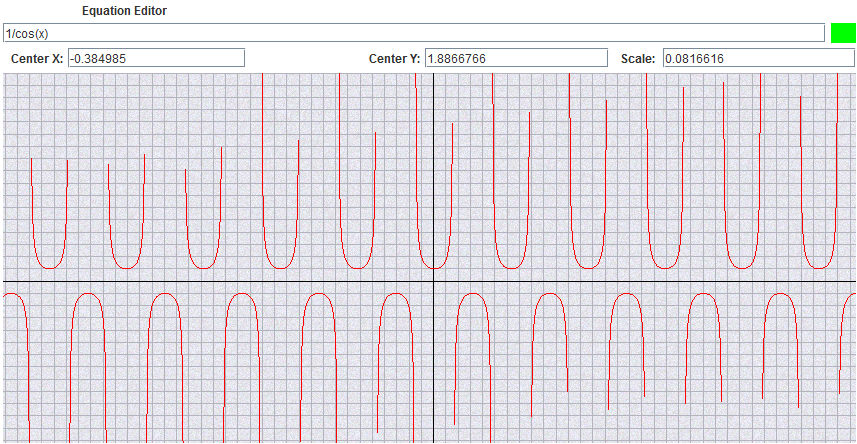 Equation Editor
1/cos(x)
Center X: -0.384985 Center Y: 1.8866766 Scale: 0.0816616